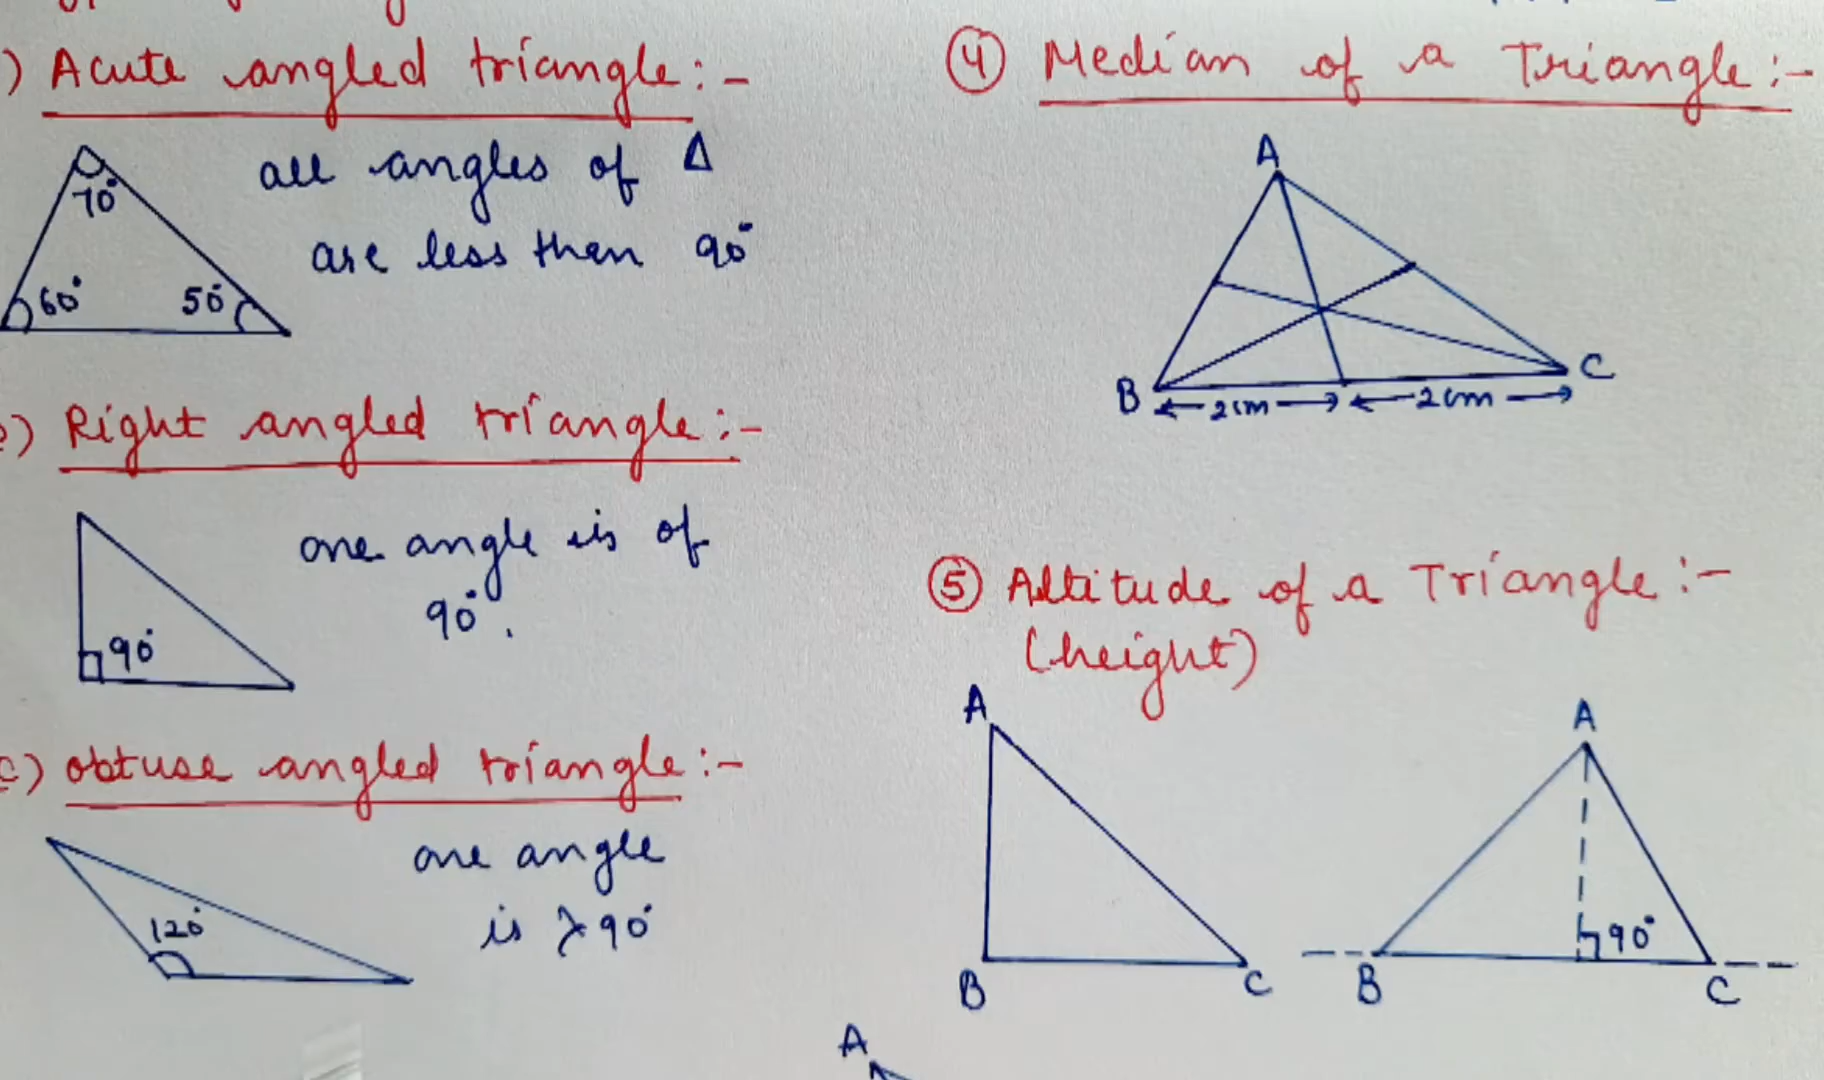 ) Acute angled triangle:-
all angles of Δ
are less than 90°
70°
60° 50°
) Right angled triangle:-
one angle is of
90°.
90°
c) obtuse angled triangle:-
one angle
is > 90°
120°
④ Median of a Triangle:-
A
B C
2cm 2cm
⑤ Altitude of a Triangle:-
(height)
A
B C
A
90°
B C
A